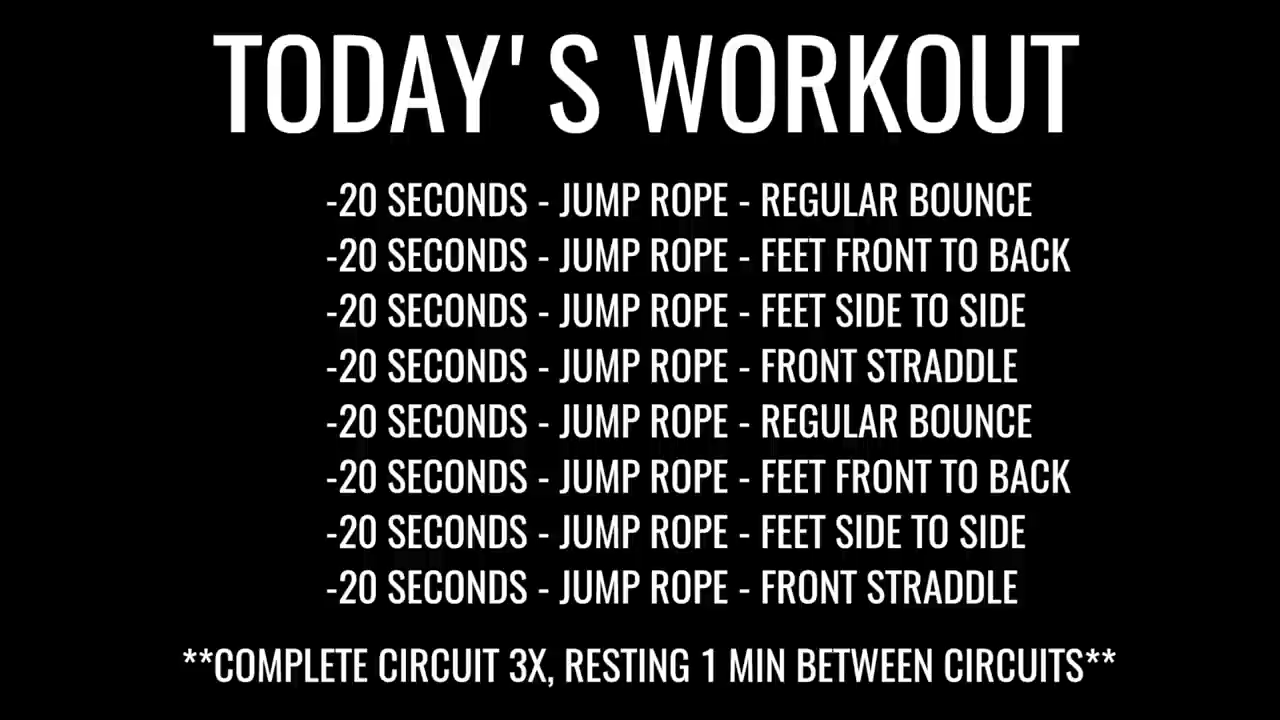 TODAY'S WORKOUT
-20 SECONDS - JUMP ROPE - REGULAR BOUNCE
-20 SECONDS - JUMP ROPE - FEET FRONT TO BACK
-20 SECONDS - JUMP ROPE - FEET SIDE TO SIDE
-20 SECONDS - JUMP ROPE - FRONT STRADDLE
-20 SECONDS - JUMP ROPE - REGULAR BOUNCE
-20 SECONDS - JUMP ROPE - FEET FRONT TO BACK
-20 SECONDS - JUMP ROPE - FEET SIDE TO SIDE
-20 SECONDS - JUMP ROPE - FRONT STRADDLE
**COMPLETE CIRCUIT 3X, RESTING 1 MIN BETWEEN CIRCUITS**